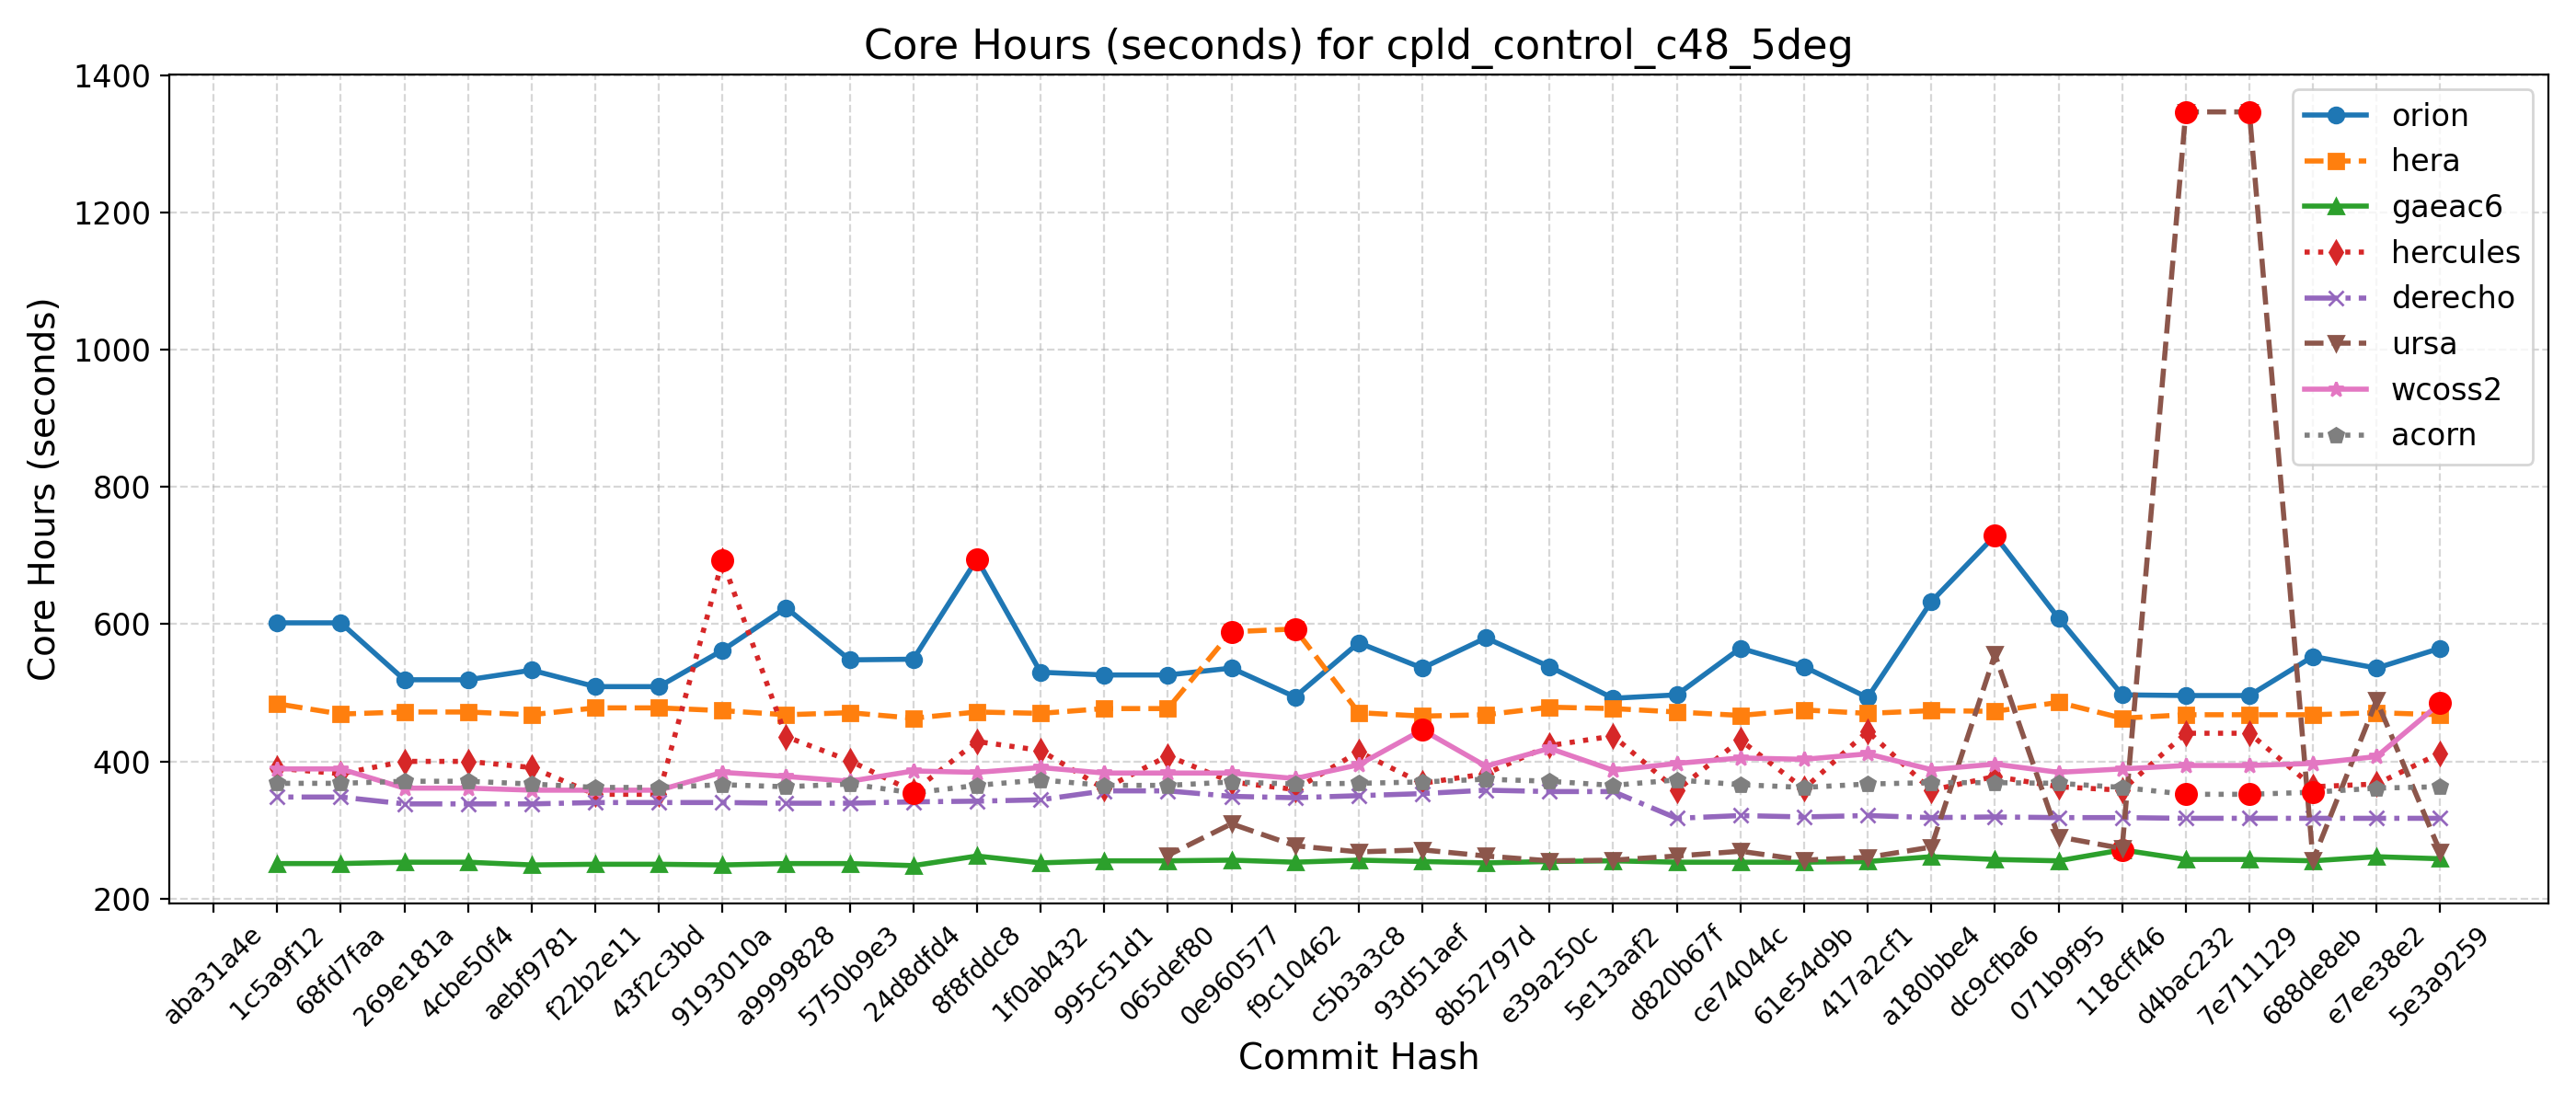 Core Hours (seconds) for cpld_control_c48_5deg
Core Hours (seconds)
1400
1200
1000
800
600
400
200
orion
hera
gaeac6
hercules
derecho
ursa
wcoss2
acorn
aba31a4e
1c5a9f12
68fd7faa
269e181a
4cbe50f4
aebf9781
f22b2e11
43f2c3bd
9193010a
a9999828
5750b9e3
24d8dfd4
8f8fddc8
1f0ab432
995c51d1
065def80
0e960577
f9c10462
c5b3a3c8
93d51aef
8b52797d
e39a250c
5e13aaf2
d820b67f
ce74044c
61e54d9b
417a2cf1
a180bbe4
dc9cfba6
071b9f95
118cff46
d4bac232
7e711129
688de8eb
e7ee38e2
5e3a9259
Commit Hash